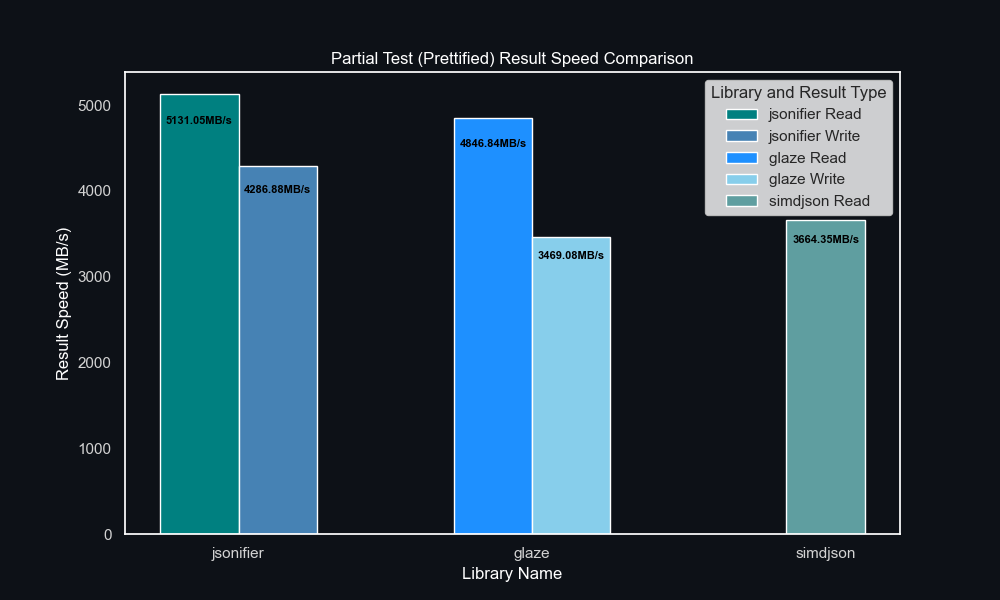 Partial Test (Prettified) Result Speed Comparison
Library and Result Type
jsonifier Read
jsonifier Write
glaze Read
glaze Write
simdjson Read
5131.05MB/s
4286.88MB/s
4846.84MB/s
3469.08MB/s
3664.35MB/s
Result Speed (MB/s)
5000
4000
3000
2000
1000
0
jsonifier
glaze
simdjson
Library Name